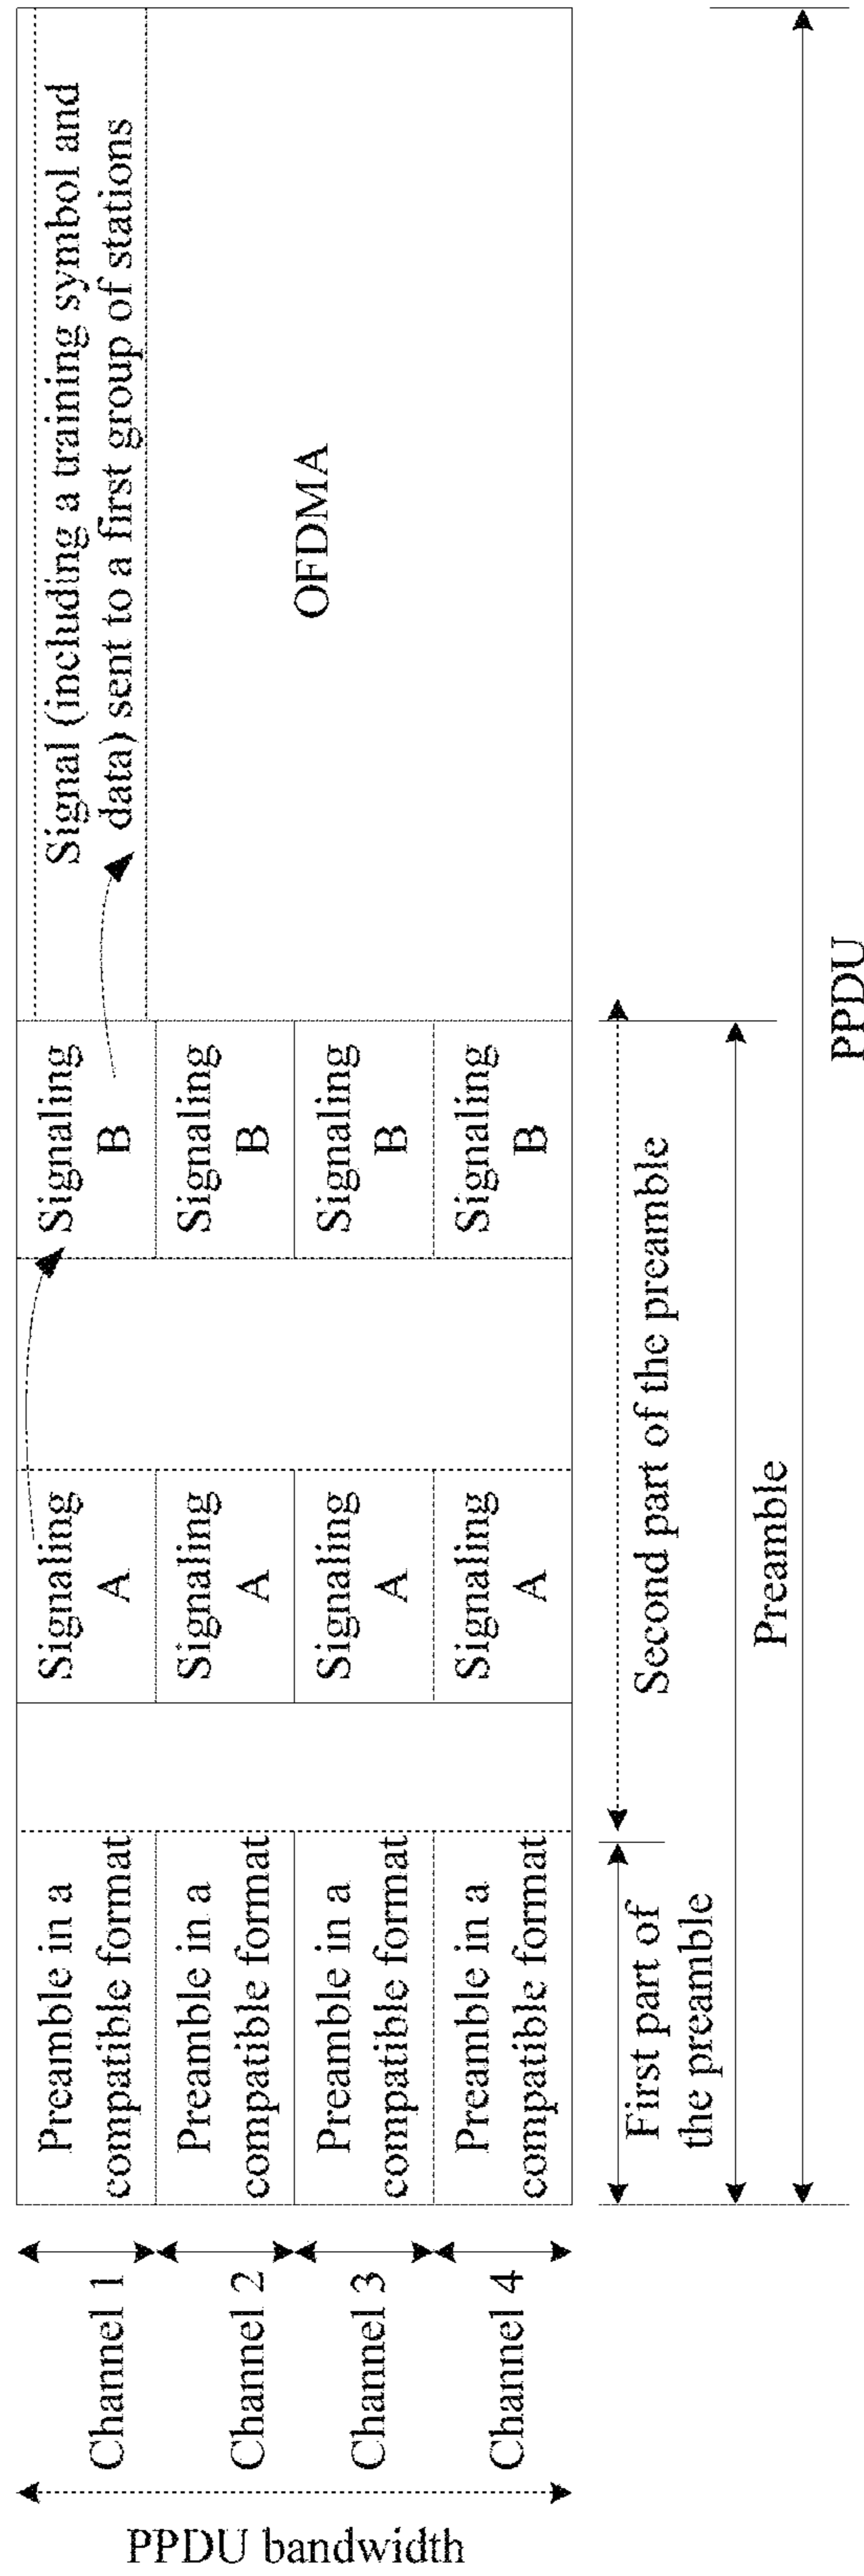 PPDU bandwidth
Channel 1
Channel 2
Channel 3
Channel 4
Preamble in a
compatible format
Preamble in a
compatible format
Preamble in a
compatible format
Preamble in a
compatible format
Signaling
A
Signaling
A
Signaling
A
Signaling
A
Signaling
B
Signaling
B
Signaling
B
Signaling
B
Signal (including a training symbol and
data) sent to a first group of stations
OFDMA
First part of
the preamble
Second part of the preamble
Preamble
PPDU